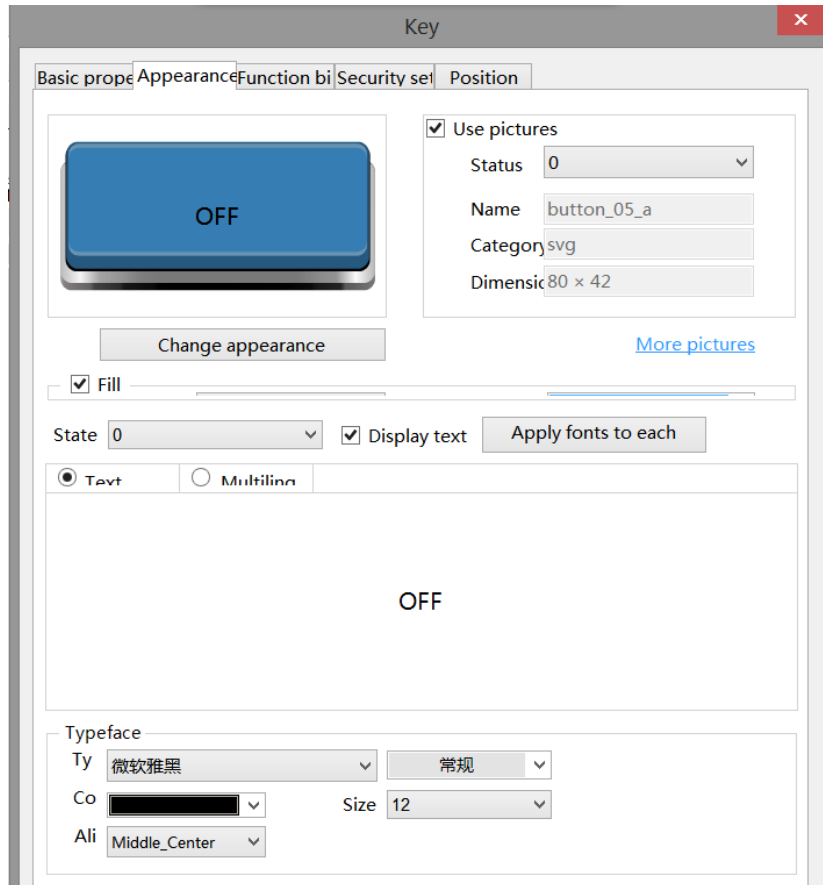 Key
Basic prope Appearance Function bi Security set Position
Use pictures
OFF
Status 0
Name button_05_a
Category svg
Dimensio 80 × 42
Change appearance
More pictures
Fill
State 0 Display text Apply fonts to each
Text Multiling
OFF
Typeface
Ty 微软雅黑 常规
Co Size 12
Ali Middle_Center